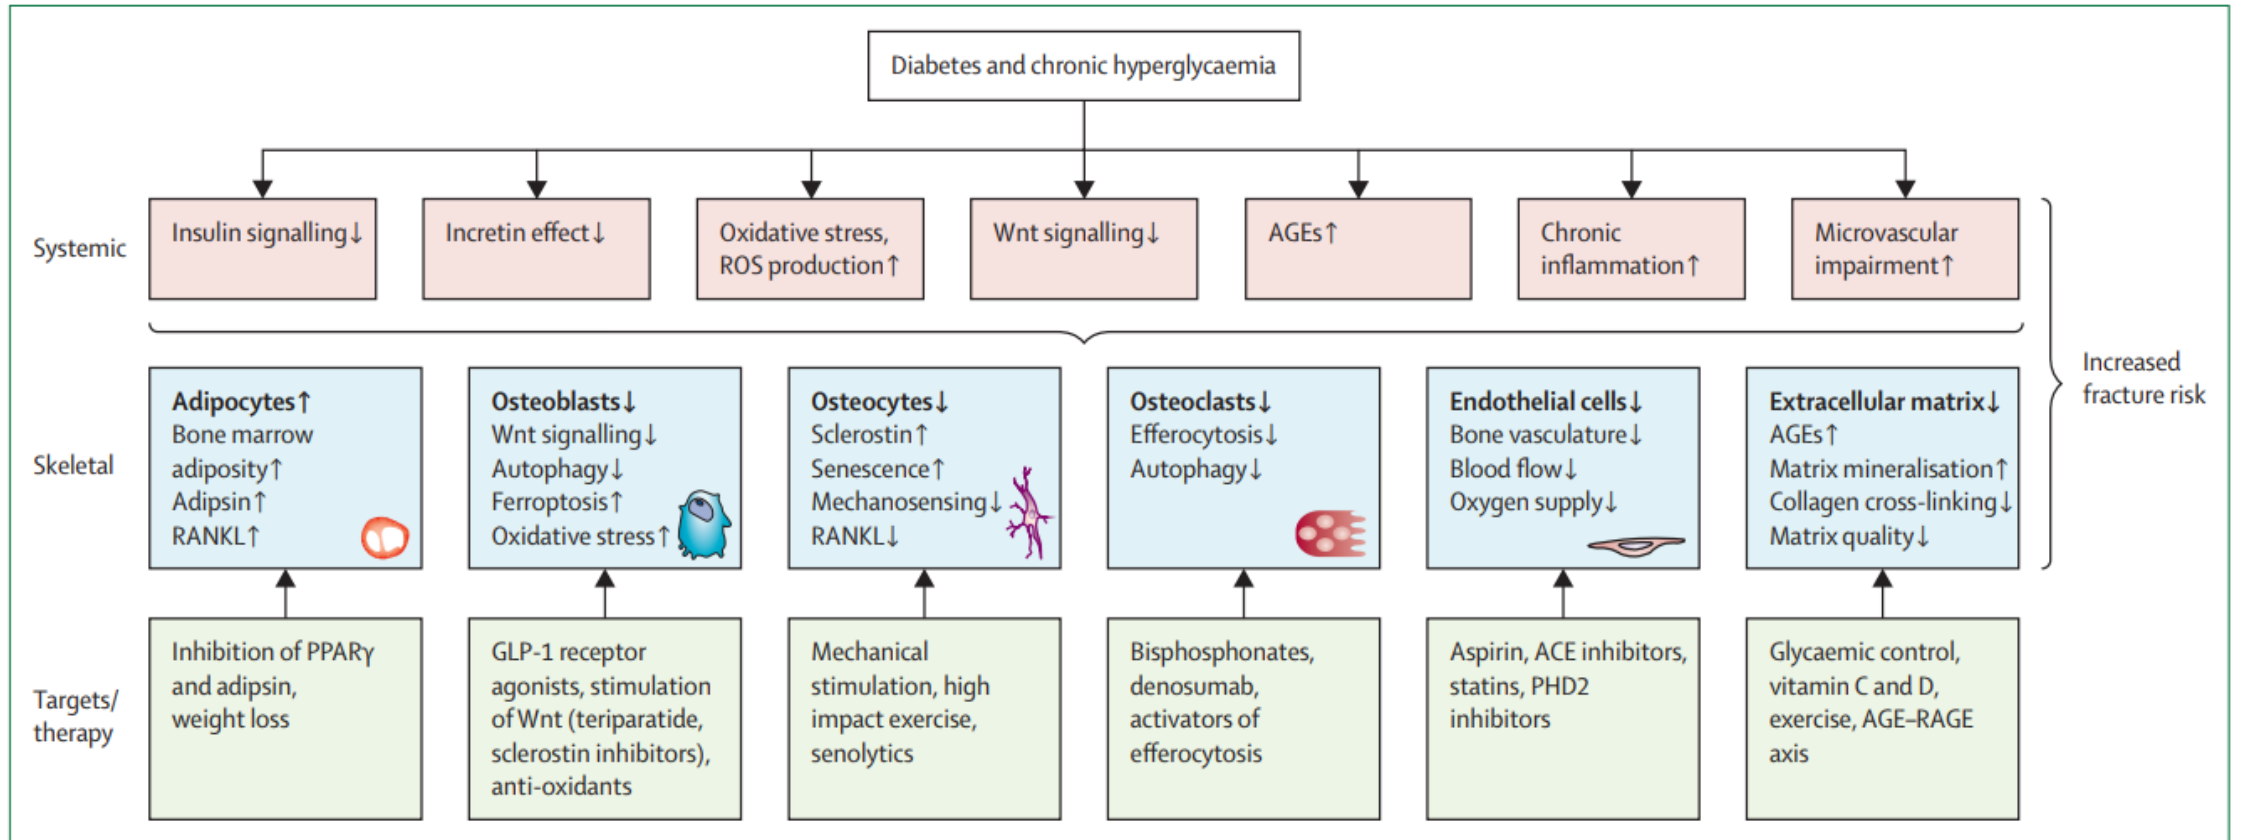 Diabetes and chronic hyperglycaemia
Systemic
Insulin signalling↓
Incretin effect↓
Oxidative stress,
ROS production↑
Wnt signalling↓
AGEs↑
Chronic
inflammation↑
Microvascular
impairment↑
Increased
fracture risk
Skeletal
Adipocytes↑
Bone marrow
adiposity↑
Adipsin↑
RANKL↑
Osteoblasts↓
Wnt signalling↓
Autophagy↓
Ferroptosis↑
Oxidative stress↑
Osteocytes↓
Sclerostin↑
Senescence↑
Mechanosensing↓
RANKL↓
Osteoclasts↓
Efferocytosis↓
Autophagy↓
Endothelial cells↓
Bone vasculature↓
Blood flow↓
Oxygen supply↓
Extracellular matrix↓
AGEs↑
Matrix mineralisation↑
Collagen cross-linking↓
Matrix quality↓
Targets/
therapy
Inhibition of PPARγ
and adipsin,
weight loss
GLP-1 receptor
agonists, stimulation
of Wnt (teriparatide,
sclerostin inhibitors),
anti-oxidants
Mechanical
stimulation, high
impact exercise,
senolytics
Bisphosphonates,
denosumab,
activators of
efferocytosis
Aspirin, ACE inhibitors,
statins, PHD2
inhibitors
Glycaemic control,
vitamin C and D,
exercise, AGE–RAGE
axis